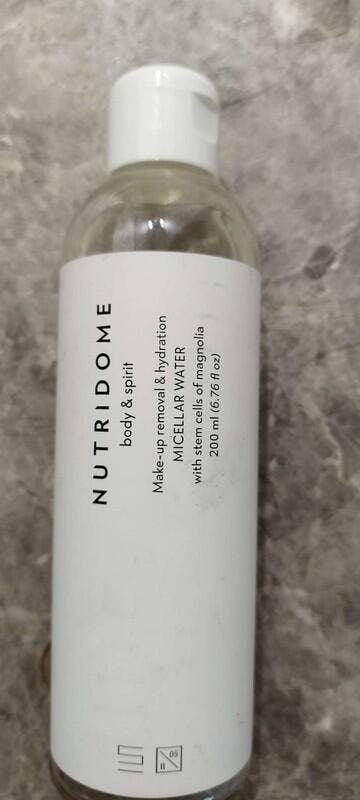 NUTRIDOME
body & spirit
Make-up removal & hydration
MICELLAR WATER
with stem cells of magnolia
200 ml (6.76 fl oz)